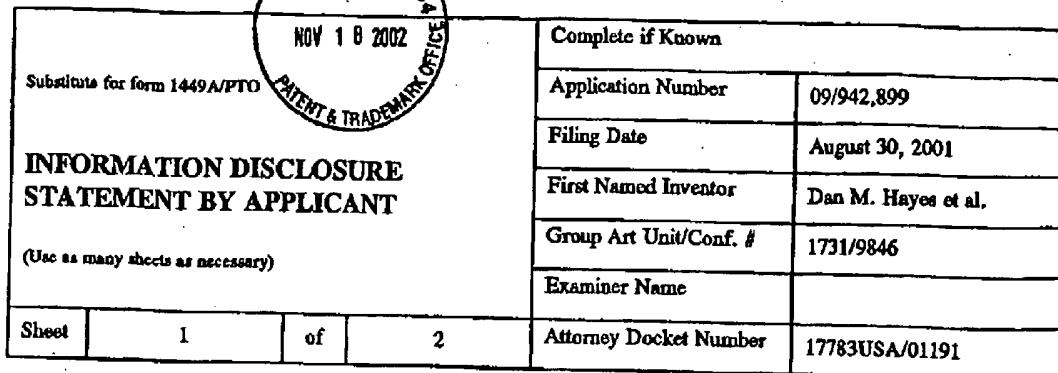 NOV 18 2002
PATENT & TRADEMARK OFFICE
Substitute for form 1449A/PTO
INFORMATION DISCLOSURE
STATEMENT BY APPLICANT
(Use as many sheets as necessary)
Sheet 1 of 2
Complete if Known
Application Number 09/942,899
Filing Date August 30, 2001
First Named Inventor Dan M. Hayes et al.
Group Art Unit/Conf. # 1731/9846
Examiner Name
Attorney Docket Number 17783USA/01191